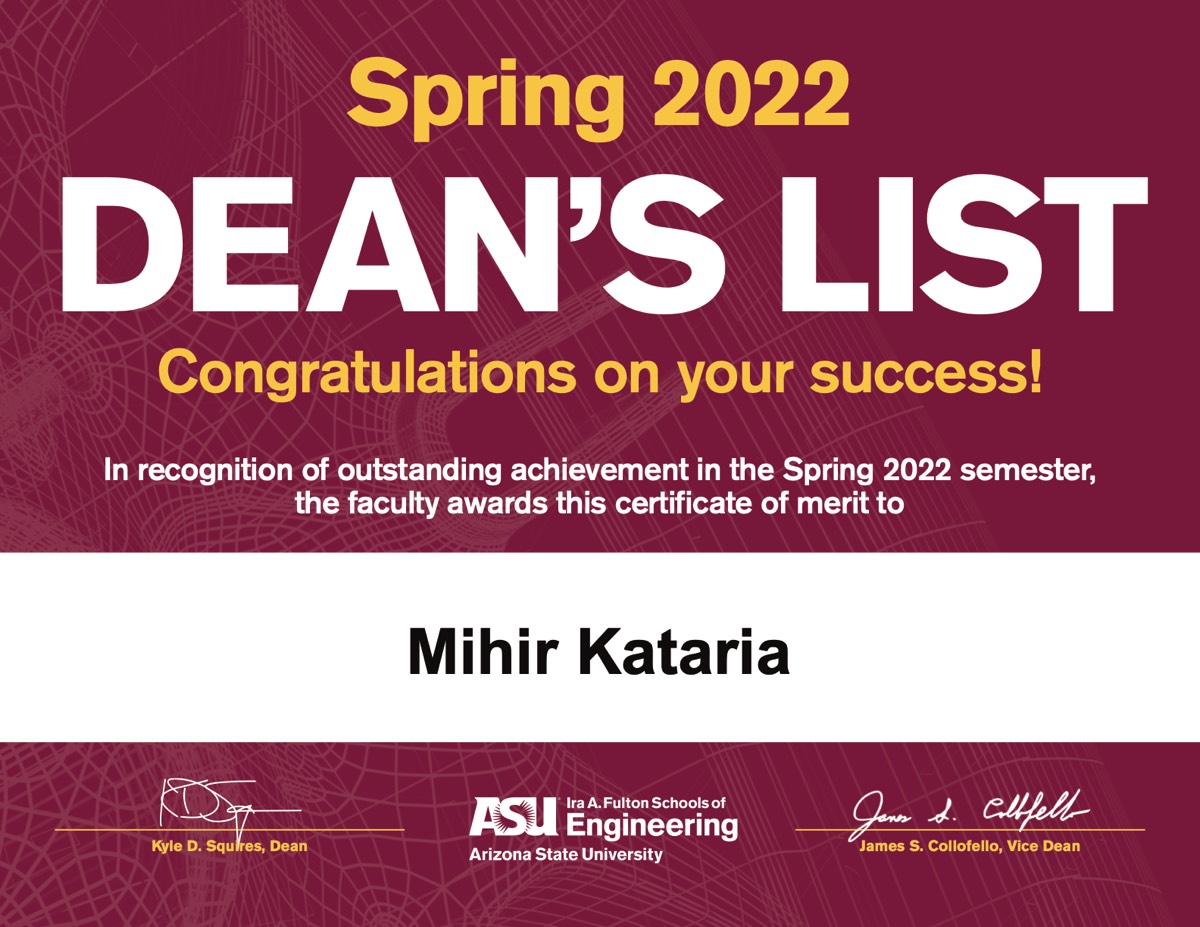 Spring 2022
DEAN'S LIST
Congratulations on your success!
In recognition of outstanding achievement in the Spring 2022 semester,
the faculty awards this certificate of merit to
Mihir Kataria
Kyle D. Squires, Dean
ASU Ira A. Fulton Schools of
Engineering
Arizona State University
James S. Collofello
James S. Collofello, Vice Dean